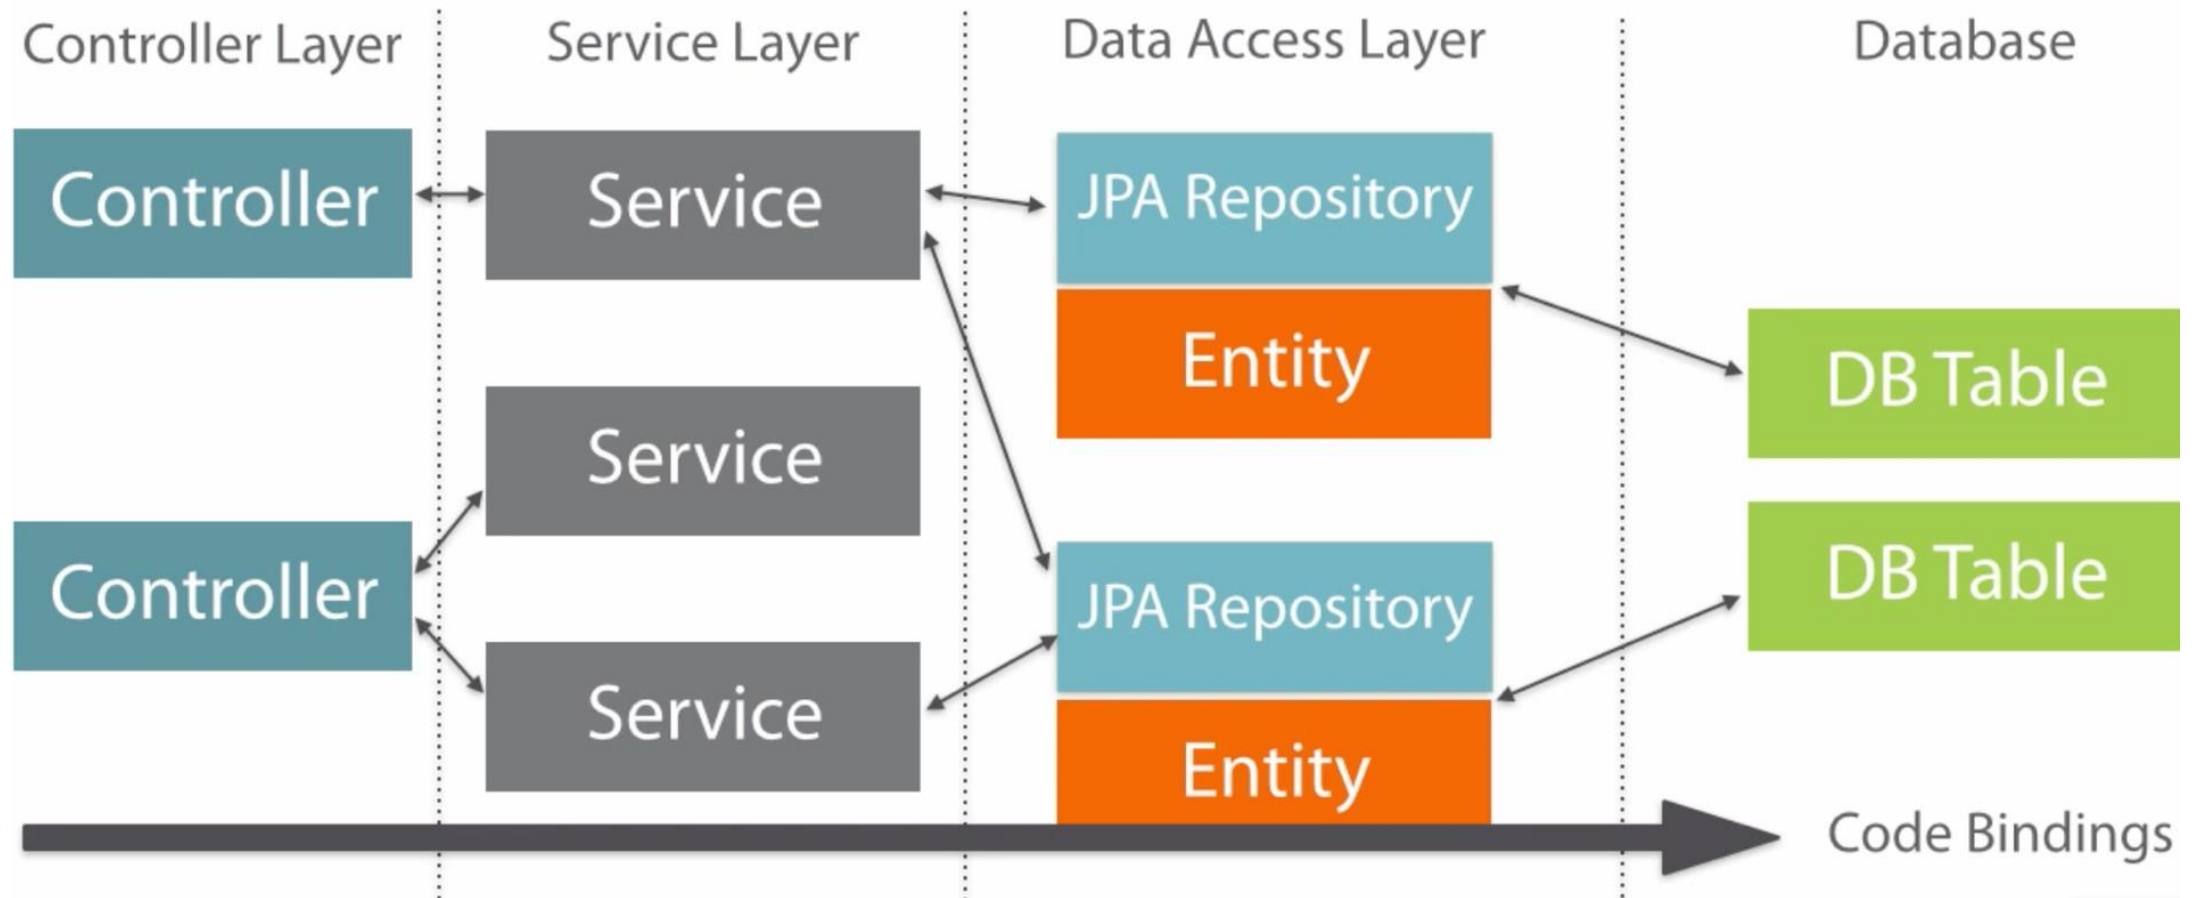 Controller Layer
Service Layer
Data Access Layer
Database
Controller
Service
JPA Repository
Entity
DB Table
Service
Controller
DB Table
JPA Repository
Service
Entity
Code Bindings